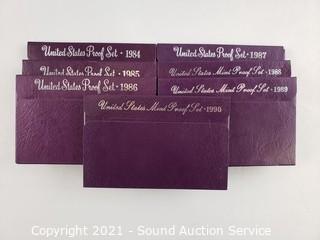 United States Proof Set · 1984
United States Proof Set · 1985
United States Proof Set · 1986
United States Proof Set · 1987
United States Mint Proof Set · 1988
United States Mint Proof Set · 1989
United States Mint Proof Set · 1990
Copyright 2021 - Sound Auction Service